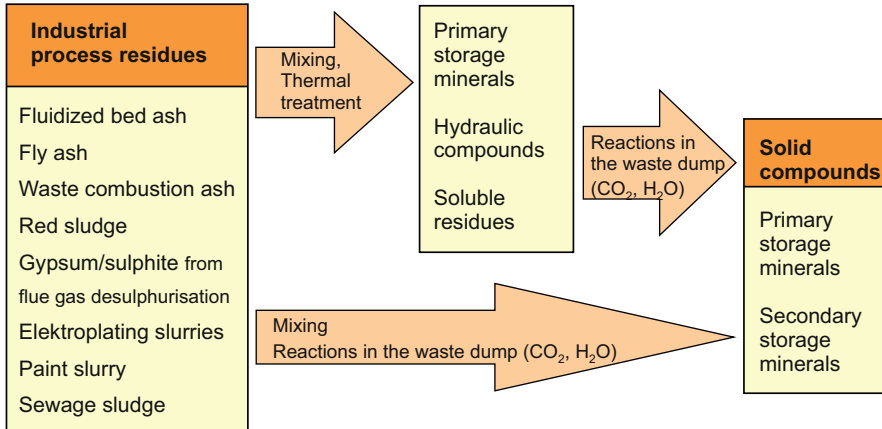 Industrial
process residues
Fluidized bed ash
Fly ash
Waste combustion ash
Red sludge
Gypsum/sulphite from
flue gas desulphurisation
Elektroplating slurries
Paint slurry
Sewage sludge
Mixing,
Thermal
treatment
Primary
storage
minerals
Hydraulic
compounds
Soluble
residues
Reactions in
the waste dump
(CO₂, H₂O)
Mixing
Reactions in the waste dump (CO₂, H₂O)
Solid
compounds
Primary
storage
minerals
Secondary
storage
minerals